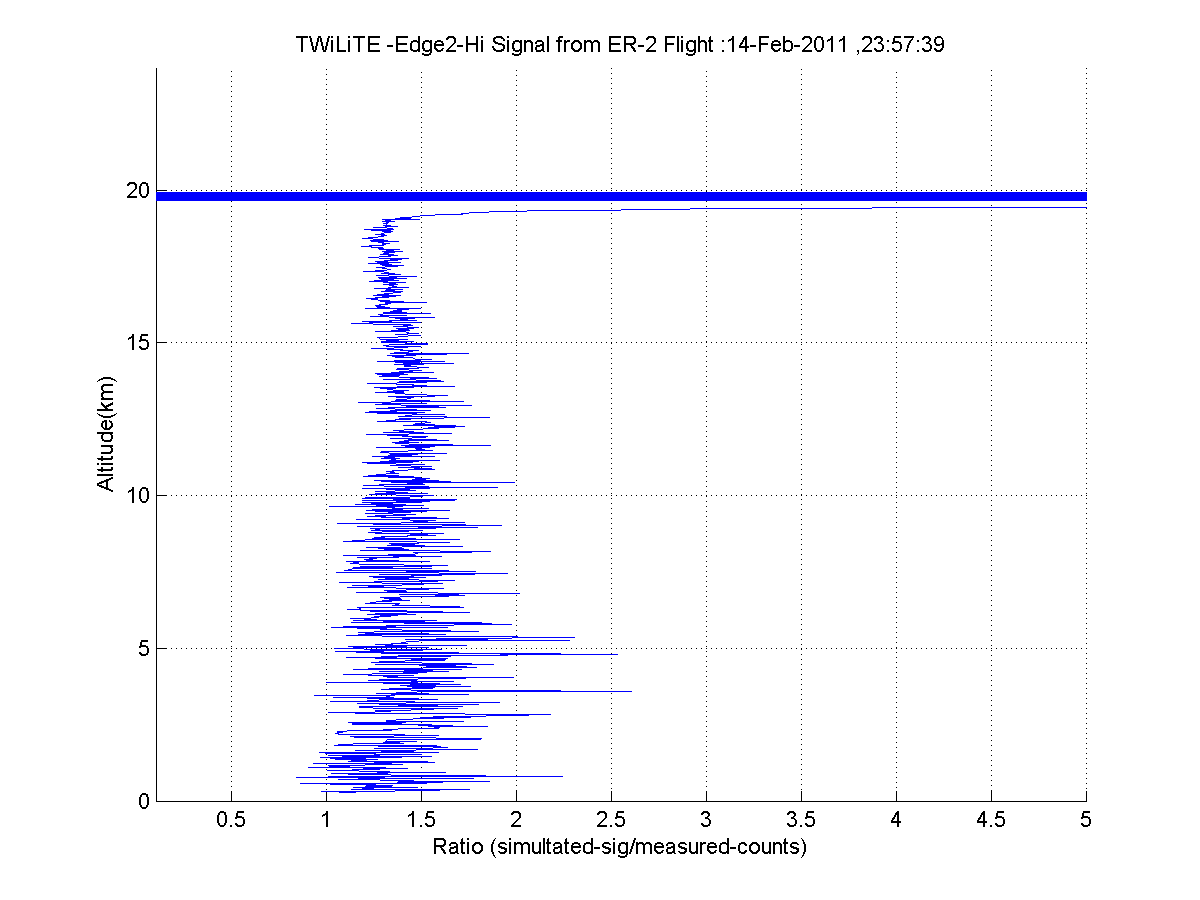 TWiLiTE -Edge2-Hi Signal from ER-2 Flight :14-Feb-2011 ,23:57:39
20
15
10
5
0
Altitude(km)
0.5 1 1.5 2 2.5 3 3.5 4 4.5 5
Ratio (simultated-sig/measured-counts)